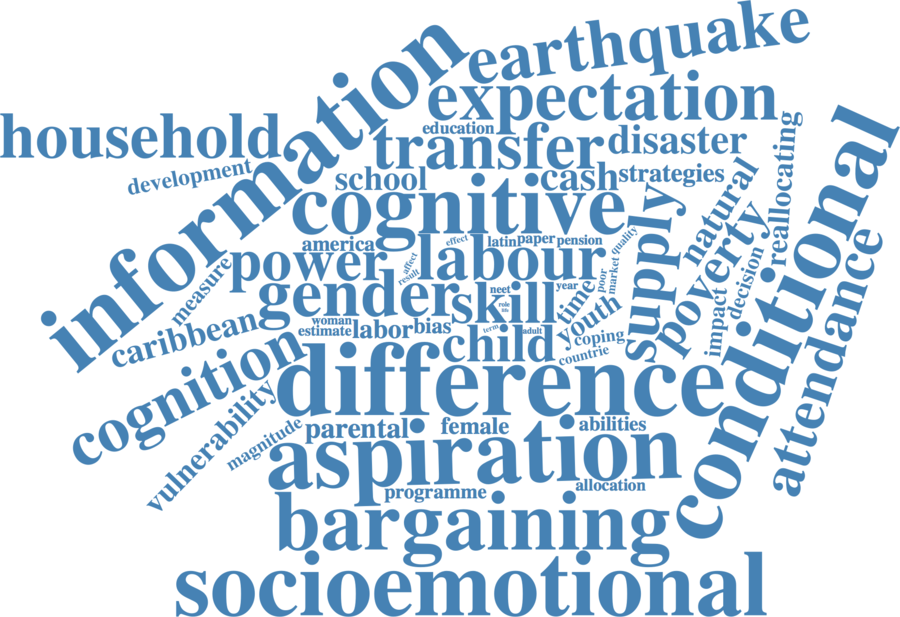 earthquake
information
expectation
household
education
transfer
disaster
reallocating
conditional
development
school
cash
strategies
natural
cognitive
supply
poverty
america
effect
latin
paper
pension
quality
power
labour
affect
result
measure
gender
skill
neet
year
poor
market
time
role
life
decision
impact
attendance
caribbean
woman
estimate
labor
bias
term
adult
youth
coping
child
countrie
cognition
difference
vulnerability
magnitude
parental
female
abilities
aspiration
programme
allocation
bargaining
socioemotional